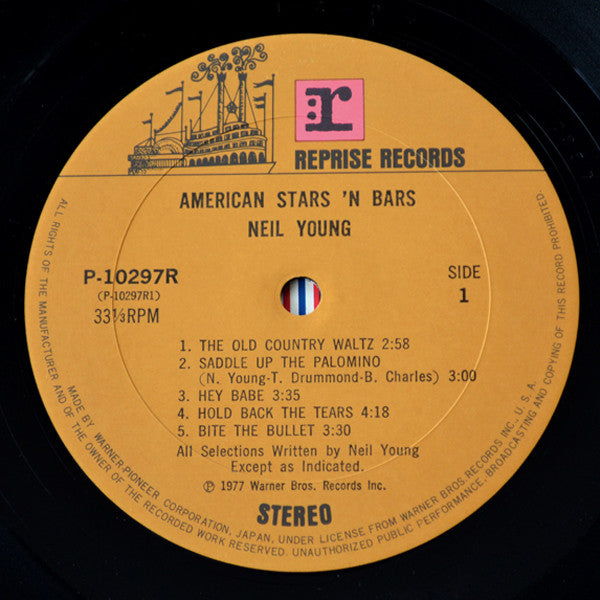 r
REPRISE RECORDS
AMERICAN STARS 'N BARS
NEIL YOUNG
P-10297R
(P-10297R1)
33⅓RPM
SIDE
1
1. THE OLD COUNTRY WALTZ 2:58
2. SADDLE UP THE PALOMINO
(N. Young-T. Drummond-B. Charles) 3:00
3. HEY BABE 3:35
4. HOLD BACK THE TEARS 4:18
5. BITE THE BULLET 3:30
All Selections Written by Neil Young
Except as Indicated.
℗ 1977 Warner Bros. Records Inc.
STEREO
ALL RIGHTS OF THE MANUFACTURER AND OF THE OWNER OF THE RECORDED WORK RESERVED. UNAUTHORIZED PUBLIC PERFORMANCE, BROADCASTING AND COPYING OF THIS RECORD PROHIBITED.
MADE BY WARNER-PIONEER CORPORATION, JAPAN, UNDER LICENSE FROM WARNER BROS. RECORDS INC. U. S. A.